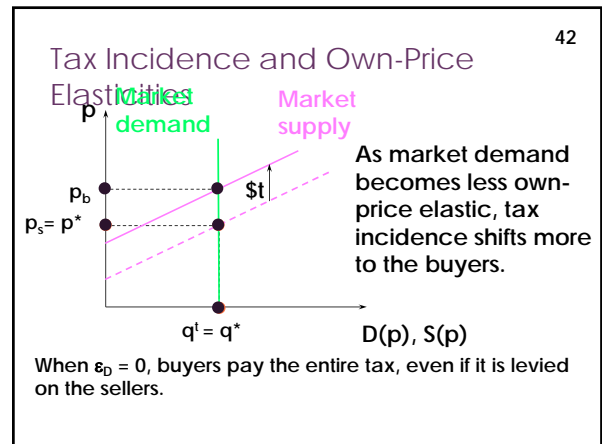 42
Tax Incidence and Own-Price
Elasticities
p
Market
demand
Market
supply
As market demand
becomes less own-
price elastic, tax
incidence shifts more
to the buyers.
$t
p_b
p_s= p*
q^t = q*
D(p), S(p)
When ε_D = 0, buyers pay the entire tax, even if it is levied
on the sellers.